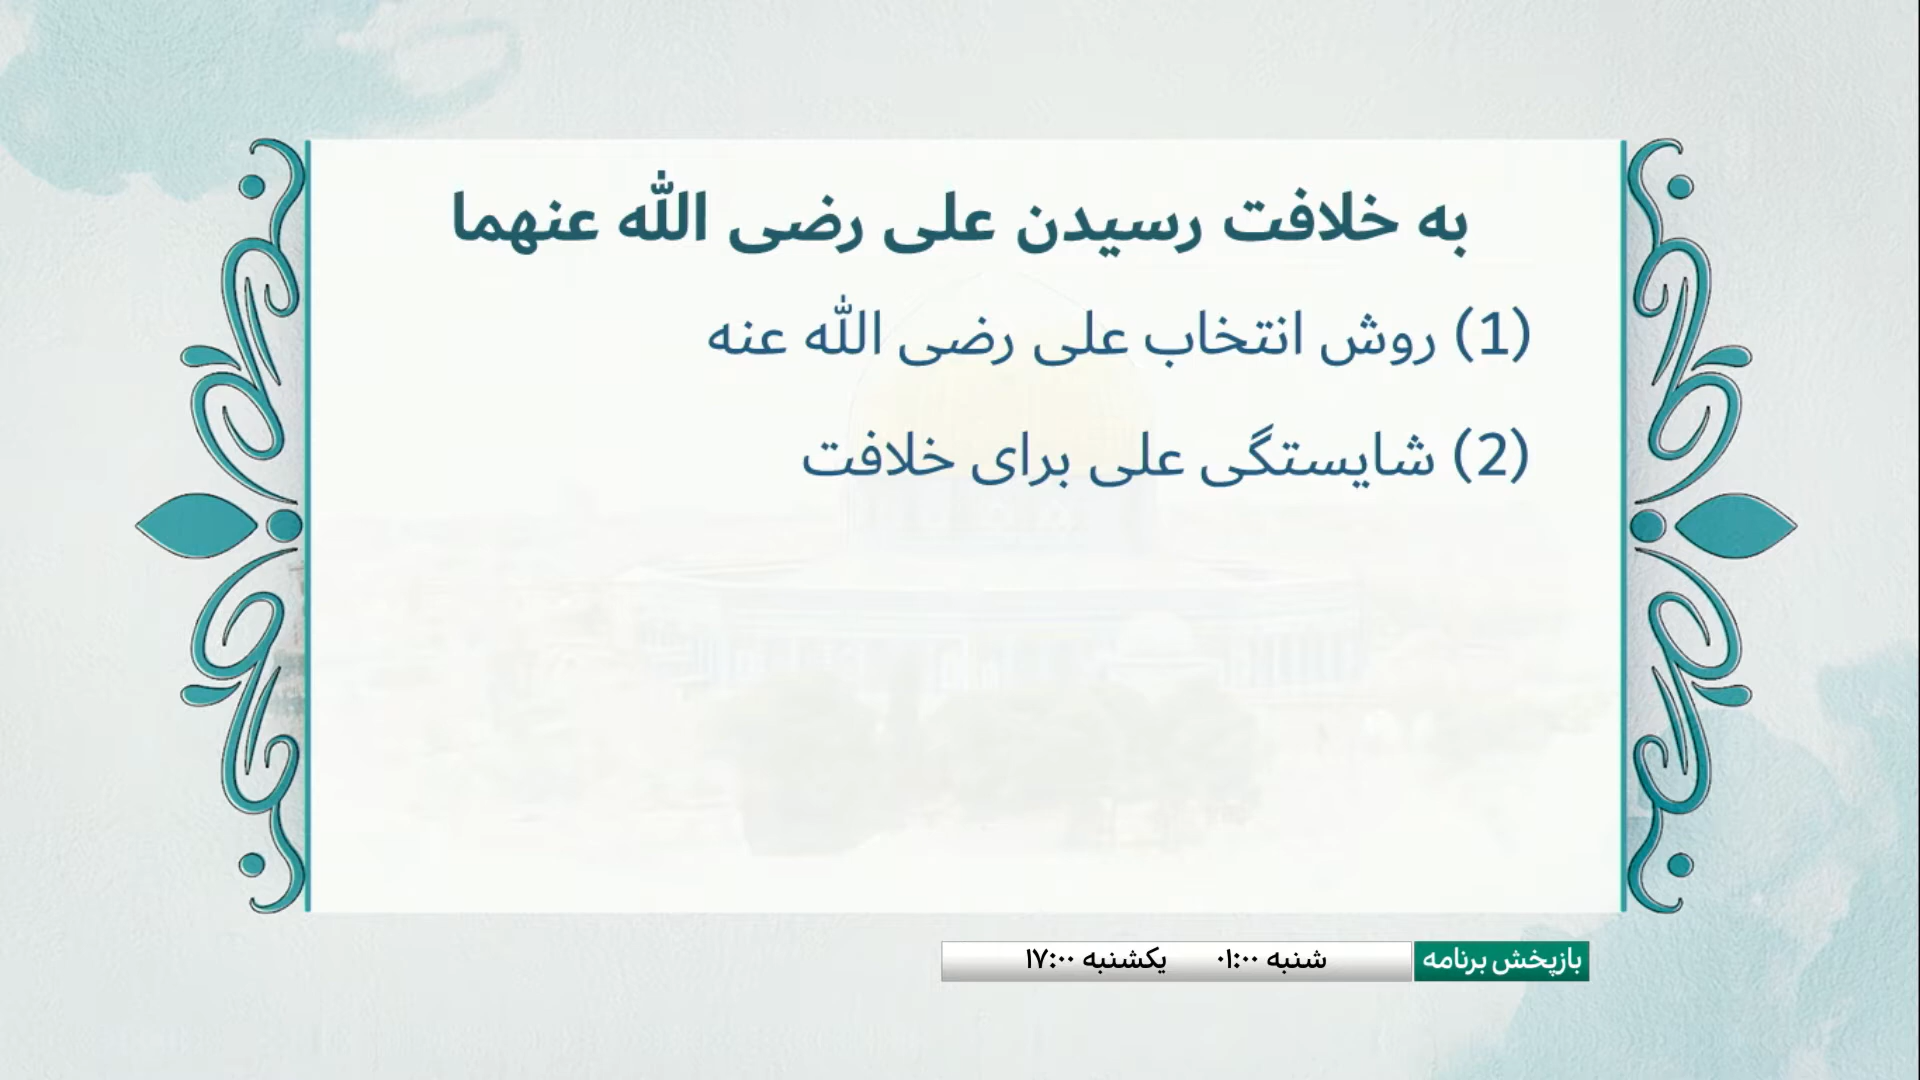 به خلافت رسیدن علی رضی الله عنهما
(1) روش انتخاب علی رضی الله عنه
(2) شایستگی علی برای خلافت
بازپخش برنامه شنبه ۰۱:۰۰ یکشنبه ۱۷:۰۰